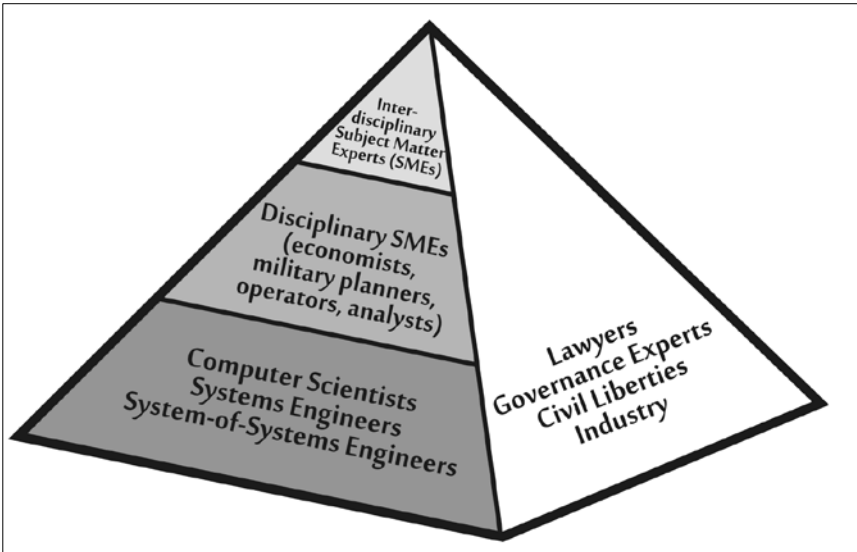 Inter-
disciplinary
Subject Matter
Experts (SMEs)
Disciplinary SMEs
(economists,
military planners,
operators, analysts)
Computer Scientists
Systems Engineers
System-of-Systems Engineers
Lawyers
Governance Experts
Civil Liberties
Industry